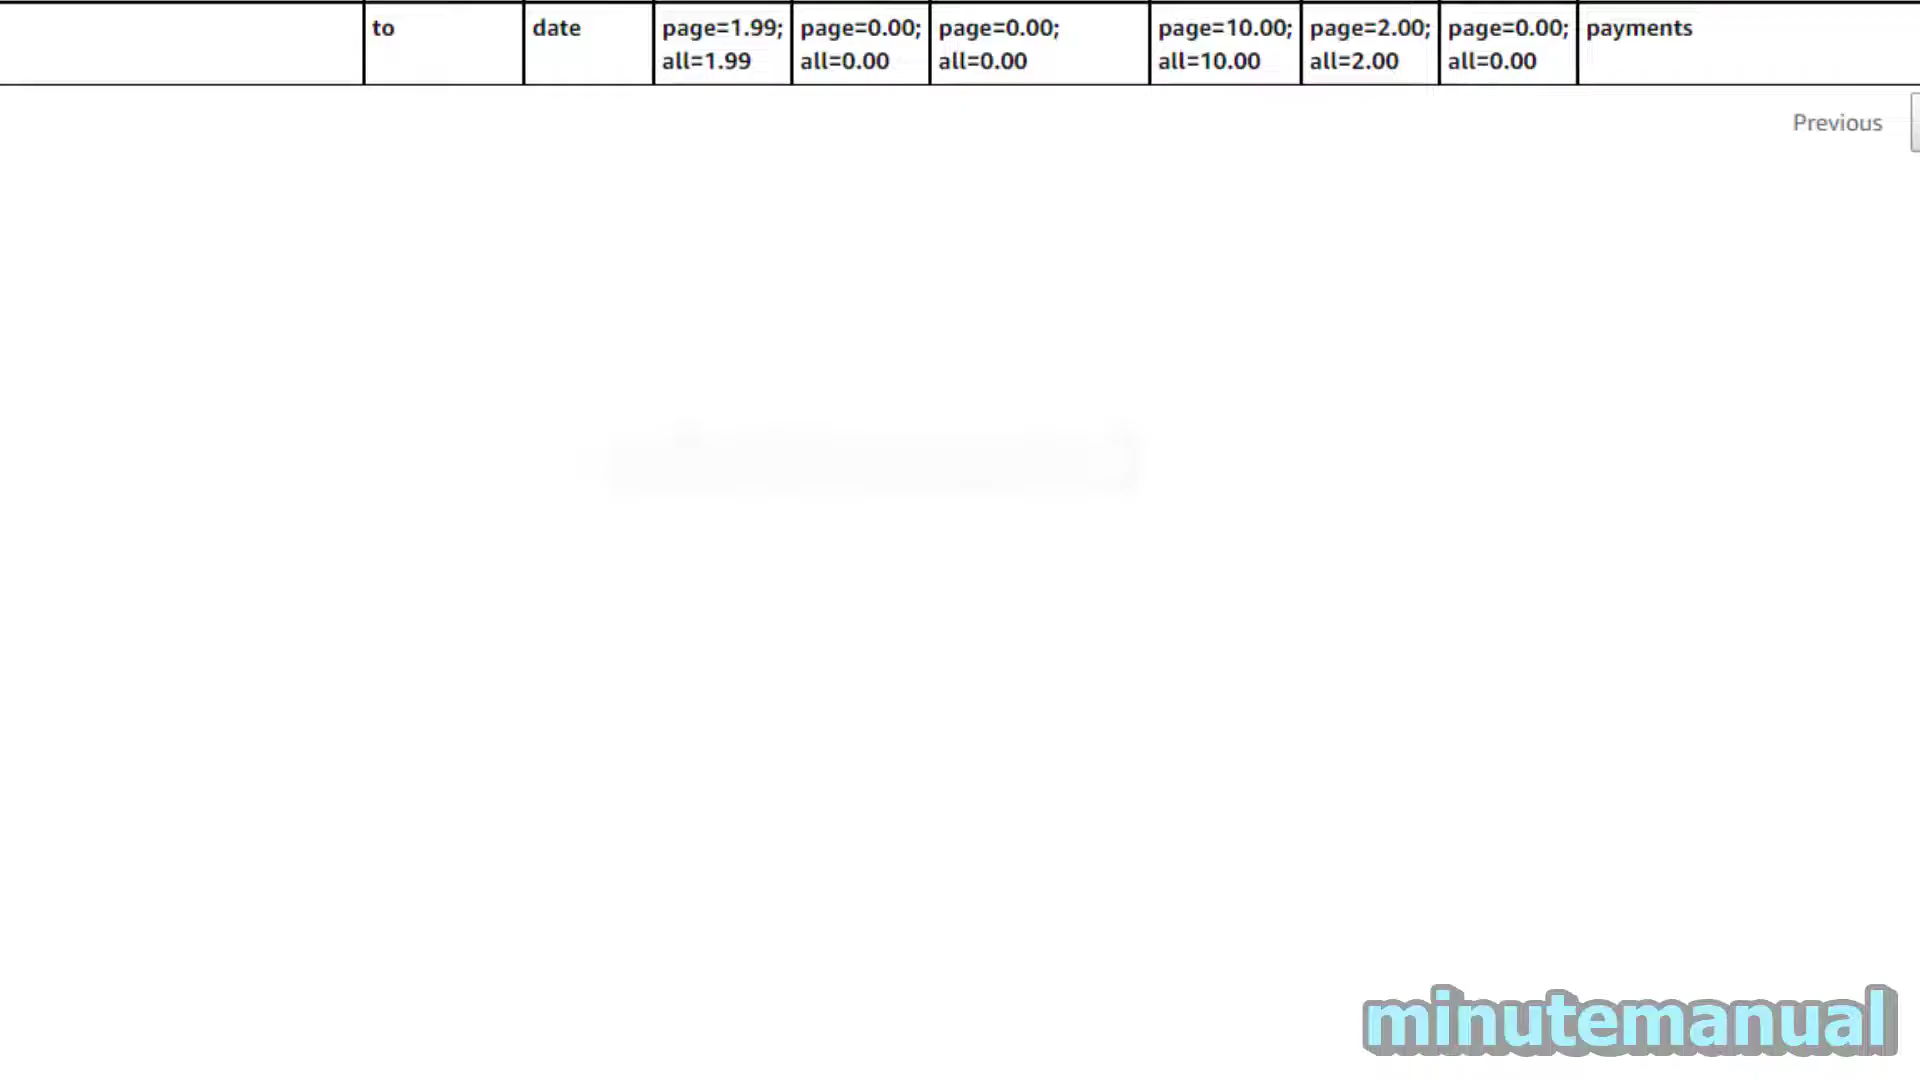 to date page=1.99; page=0.00; page=0.00; page=10.00; page=2.00; page=0.00; payments
all=1.99 all=0.00 all=0.00 all=10.00 all=2.00 all=0.00
Previous
minutemanual